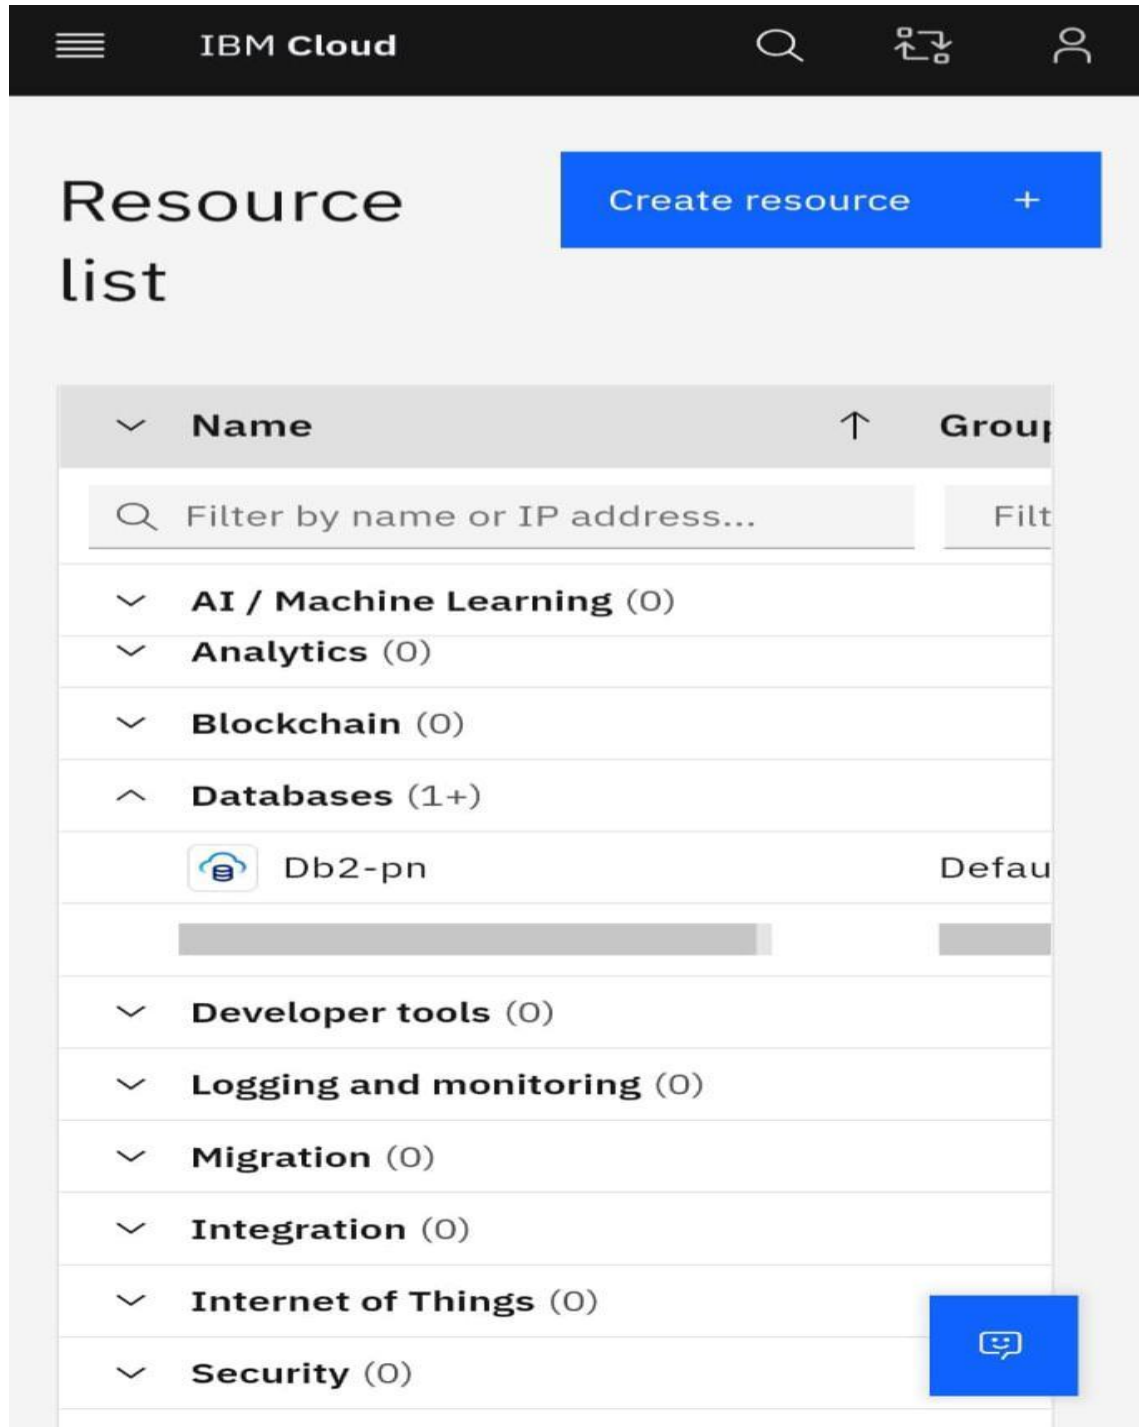 IBM Cloud
Resource
list
Create resource +
Name Group
Filter by name or IP address... Filt
AI / Machine Learning (0)
Analytics (0)
Blockchain (0)
Databases (1+)
Db2-pn Defau
Developer tools (0)
Logging and monitoring (0)
Migration (0)
Integration (0)
Internet of Things (0)
Security (0)